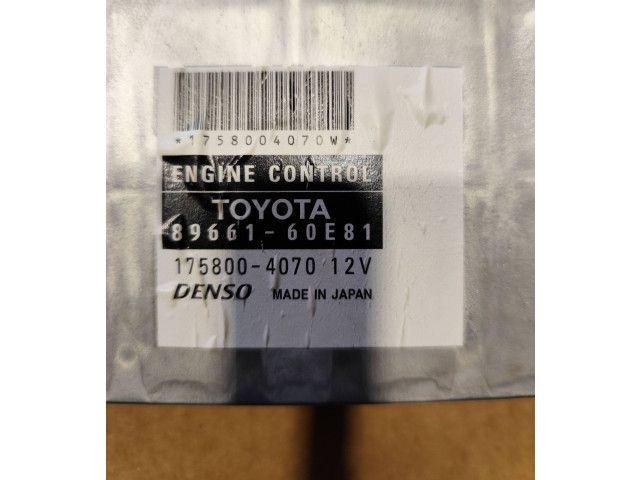 *1758004070W*
ENGINE CONTROL
TOYOTA
89661-60E81
175800-4070 12V
DENSO MADE IN JAPAN